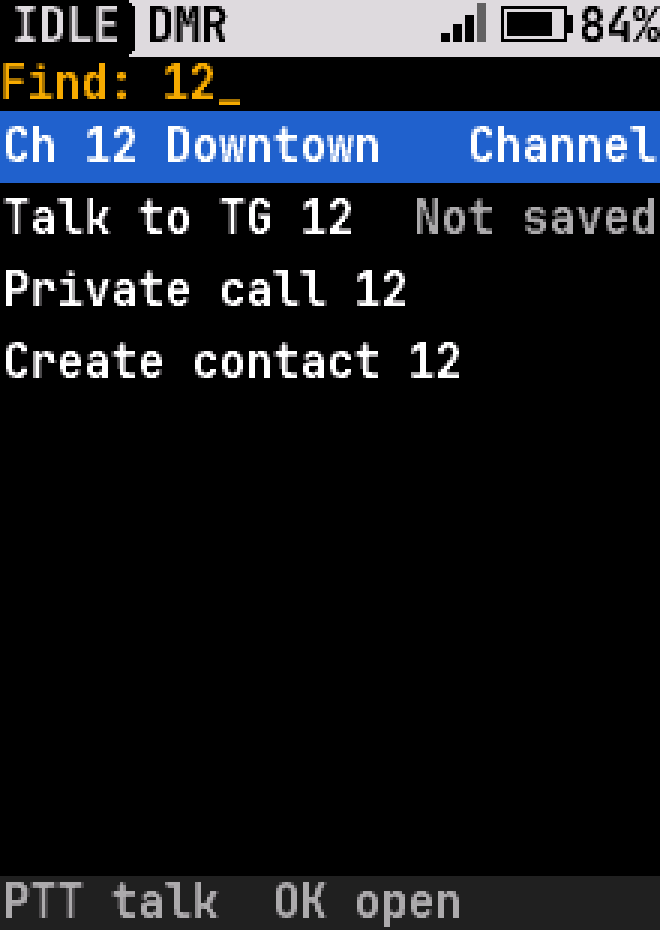 IDLE DMR 84%
Find: 12_
Ch 12 Downtown Channel
Talk to TG 12 Not saved
Private call 12
Create contact 12
PTT talk OK open